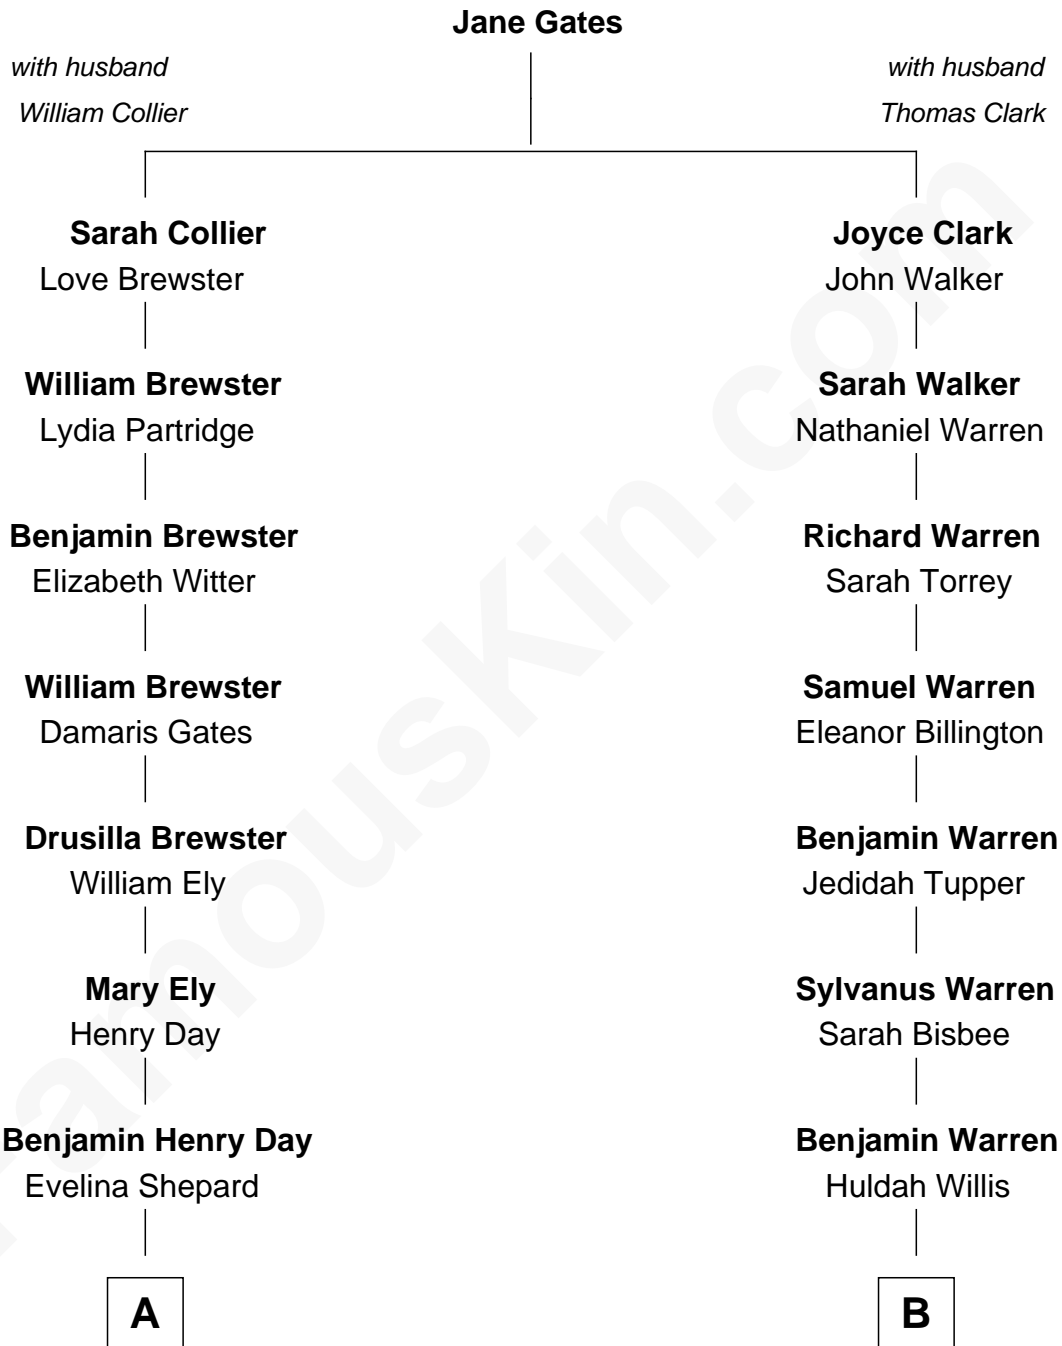 Jane Gates
with husband
William Collier
with husband
Thomas Clark
Sarah Collier
Love Brewster
Joyce Clark
John Walker
William Brewster
Lydia Partridge
Sarah Walker
Nathaniel Warren
Benjamin Brewster
Elizabeth Witter
Richard Warren
Sarah Torrey
William Brewster
Damaris Gates
Samuel Warren
Eleanor Billington
Drusilla Brewster
William Ely
Benjamin Warren
Jedidah Tupper
Mary Ely
Henry Day
Sylvanus Warren
Sarah Bisbee
Benjamin Henry Day
Evelina Shepard
Benjamin Warren
Huldah Willis
A
B
FamousKin.com